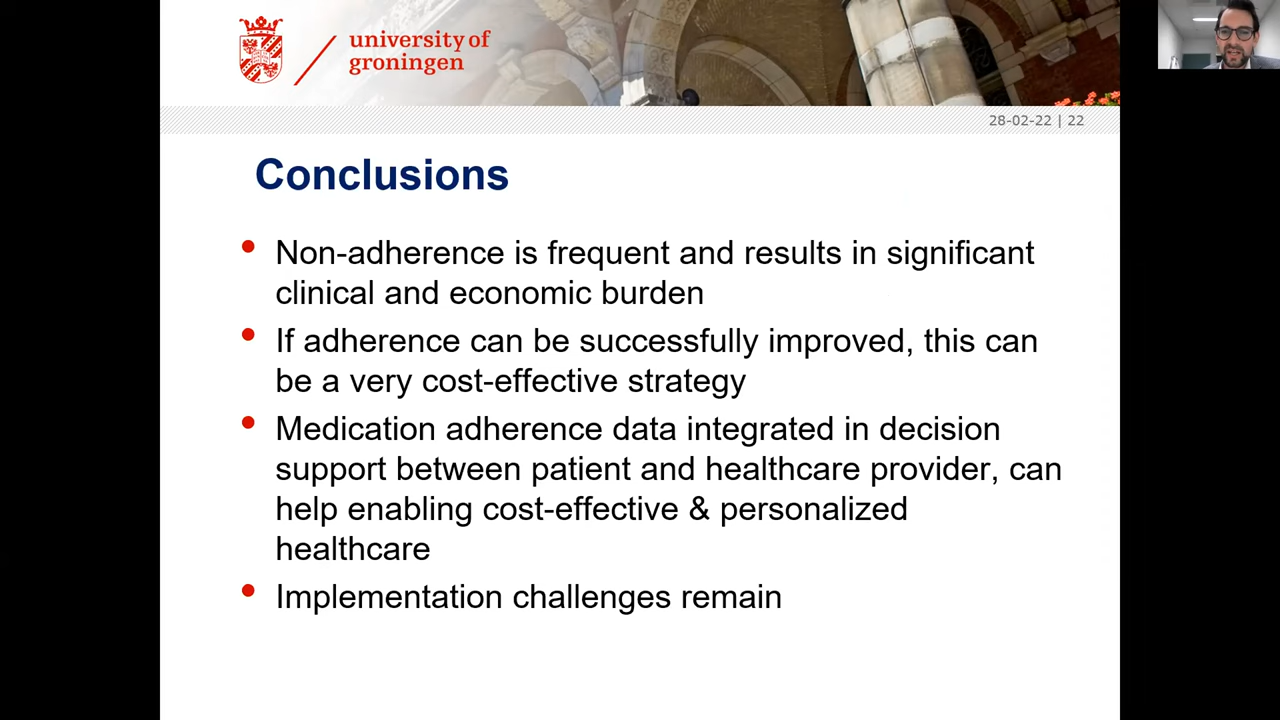 university of
groningen
28-02-22 | 22
Conclusions
• Non-adherence is frequent and results in significant
clinical and economic burden
• If adherence can be successfully improved, this can
be a very cost-effective strategy
• Medication adherence data integrated in decision
support between patient and healthcare provider, can
help enabling cost-effective & personalized
healthcare
• Implementation challenges remain